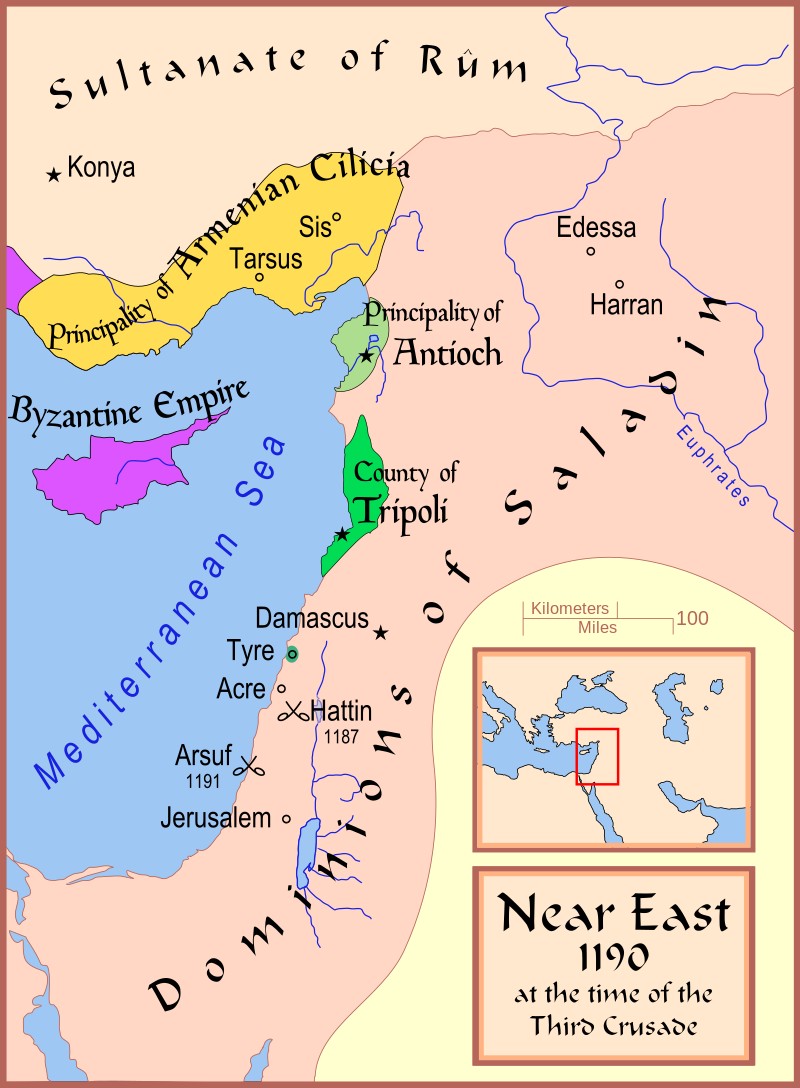 Sultanate of Rûm
Konya
Principality of Armenian Cilicia
Sis
Tarsus
Edessa
Harran
Principality of
Antioch
Byzantine Empire
Mediterranean Sea
Euphrates
County of
Tripoli
Dominions of Saladin
Damascus
Tyre
Acre
Hattin
1187
Arsuf
1191
Jerusalem
Kilometers
Miles
100
Near East
1190
at the time of the
Third Crusade